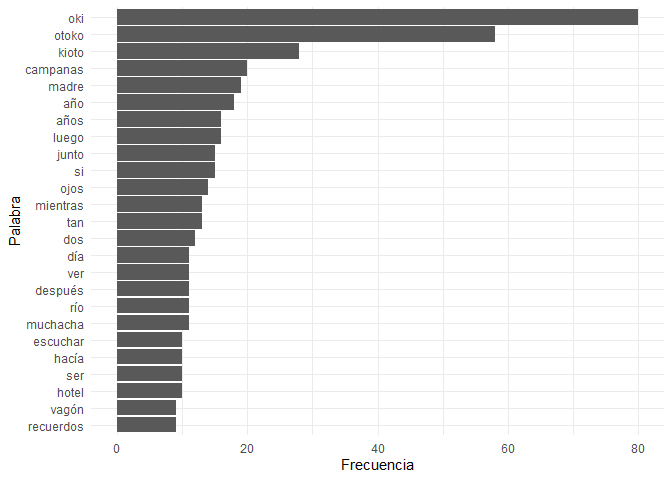 oki
otoko
kioto
campanas
madre
año
años
luego
junto
si
ojos
mientras
tan
dos
día
ver
después
río
muchacha
escuchar
hacía
ser
hotel
vagón
recuerdos
Palabra
0 20 40 60 80
Frecuencia